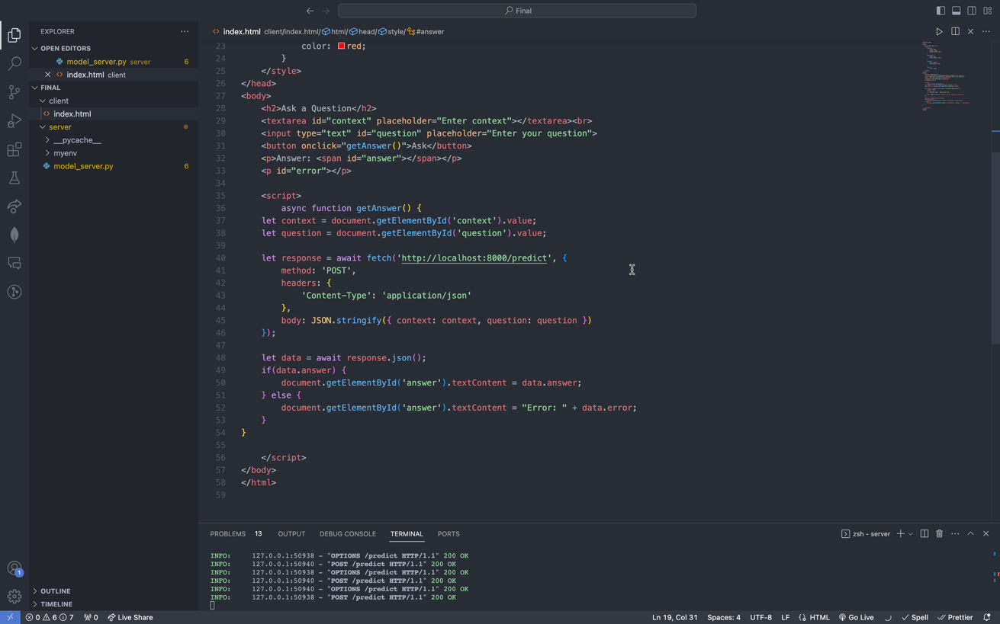 Final
EXPLORER
OPEN EDITORS
model_server.py server 6
index.html client
FINAL
client
index.html
server
__pycache__
myenv
model_server.py 6
OUTLINE
TIMELINE
index.html client/index.html/html/head/style/#answer
23 color: red;
24 }
25 </style>
26 </head>
27 <body>
28 <h2>Ask a Question</h2>
29 <textarea id="context" placeholder="Enter context"></textarea><br>
30 <input type="text" id="question" placeholder="Enter your question">
31 <button onclick="getAnswer()">Ask</button>
32 <p>Answer: <span id="answer"></span></p>
33 <p id="error"></p>
34
35 <script>
36 async function getAnswer() {
37 let context = document.getElementById('context').value;
38 let question = document.getElementById('question').value;
39
40 let response = await fetch('http://localhost:8000/predict', {
41 method: 'POST',
42 headers: {
43 'Content-Type': 'application/json'
44 },
45 body: JSON.stringify({ context: context, question: question })
46 });
47
48 let data = await response.json();
49 if(data.answer) {
50 document.getElementById('answer').textContent = data.answer;
51 } else {
52 document.getElementById('answer').textContent = "Error: " + data.error;
53 }
54 }
55
56 </script>
57 </body>
58 </html>
59
PROBLEMS 13 OUTPUT DEBUG CONSOLE TERMINAL PORTS zsh - server
INFO: 127.0.0.1:50938 - "OPTIONS /predict HTTP/1.1" 200 OK
INFO: 127.0.0.1:50940 - "POST /predict HTTP/1.1" 200 OK
INFO: 127.0.0.1:50938 - "OPTIONS /predict HTTP/1.1" 200 OK
INFO: 127.0.0.1:50940 - "POST /predict HTTP/1.1" 200 OK
INFO: 127.0.0.1:50940 - "OPTIONS /predict HTTP/1.1" 200 OK
INFO: 127.0.0.1:50938 - "POST /predict HTTP/1.1" 200 OK
1
0 6 7 0 Live Share Ln 19, Col 31 Spaces: 4 UTF-8 LF HTML Go Live Spell Prettier